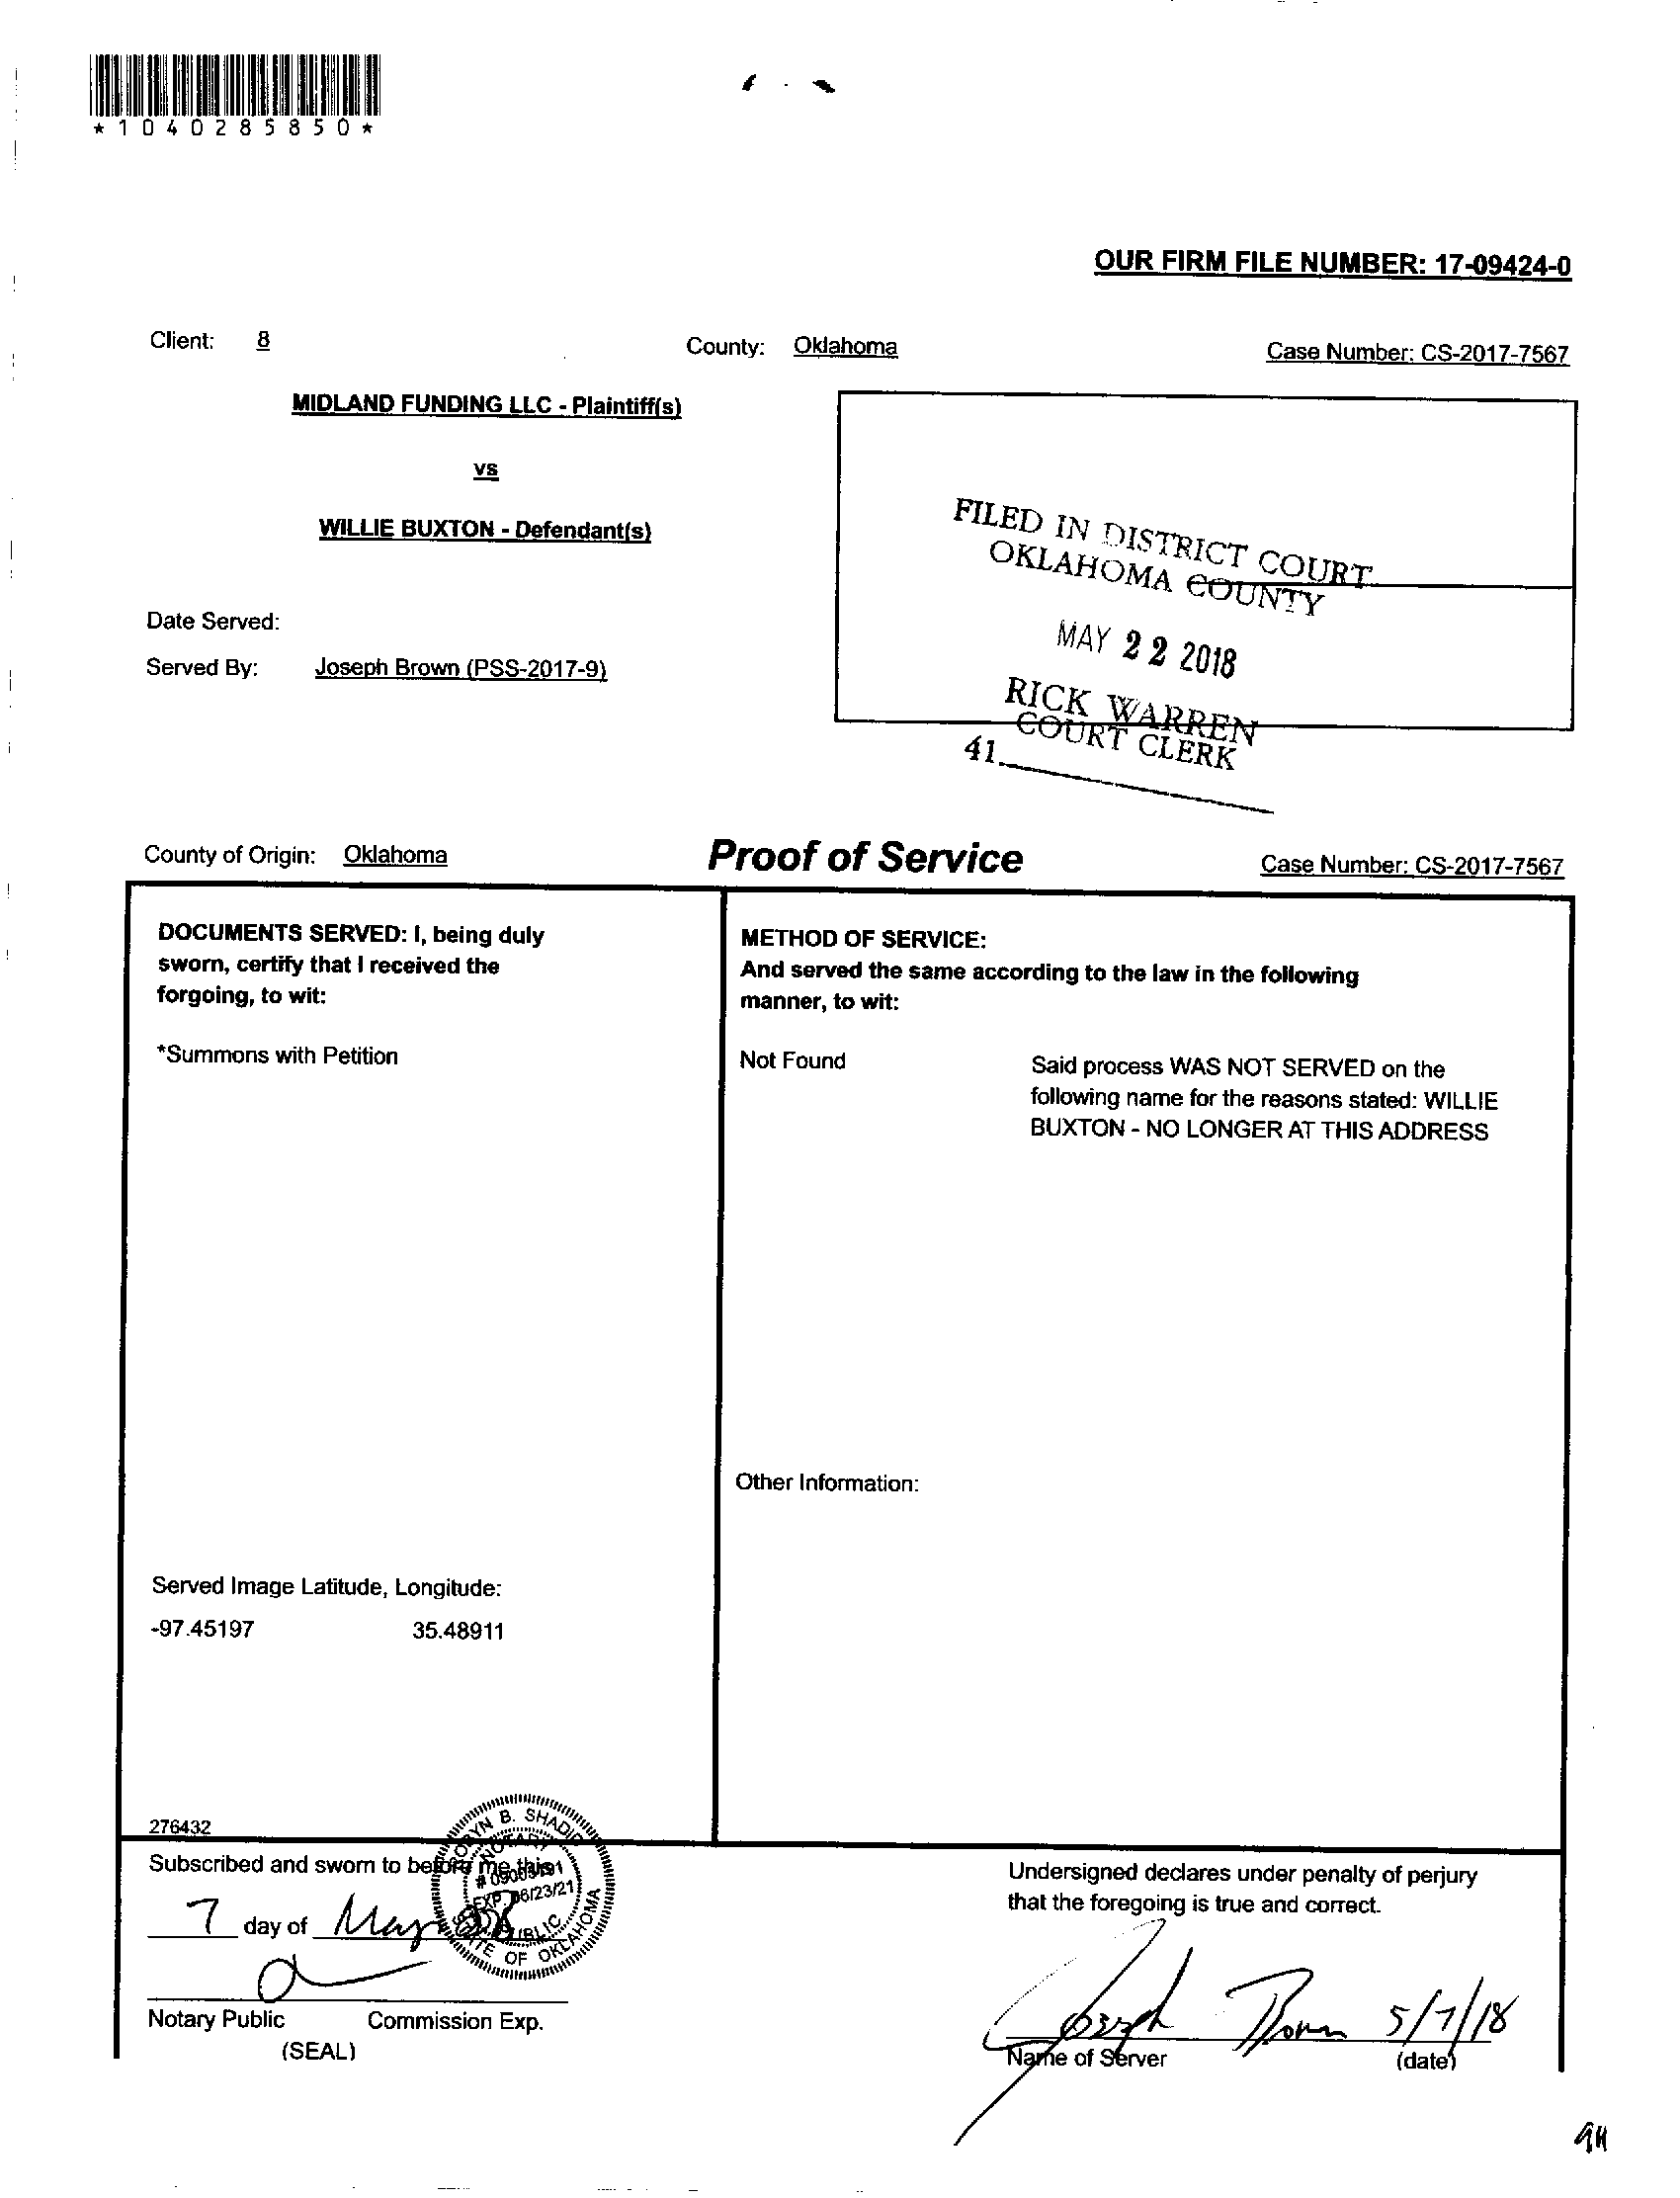 *1040285850*
OUR FIRM FILE NUMBER: 17-09424-0
Client: 8
County: Oklahoma
Case Number: CS-2017-7567
MIDLAND FUNDING LLC - Plaintiff(s)
vs
WILLIE BUXTON - Defendant(s)
FILED IN DISTRICT COURT
OKLAHOMA COUNTY
MAY 22 2018
RICK WARREN
COURT CLERK
41
Date Served:
Served By: Joseph Brown (PSS-2017-9)
County of Origin: Oklahoma
Proof of Service
Case Number: CS-2017-7567
DOCUMENTS SERVED: I, being duly
sworn, certify that I received the
forgoing, to wit:
*Summons with Petition
METHOD OF SERVICE:
And served the same according to the law in the following
manner, to wit:
Not Found
Said process WAS NOT SERVED on the
following name for the reasons stated: WILLIE
BUXTON - NO LONGER AT THIS ADDRESS
Other Information:
Served Image Latitude, Longitude:
-97.45197 35.48911
276432
Subscribed and sworn to before me this
7 day of May
B. SHADID
NOTARY
EXP. 06/23/21
PUBLIC
STATE OF OKLAHOMA
Notary Public Commission Exp.
(SEAL)
Undersigned declares under penalty of perjury
that the foregoing is true and correct.
Joseph Brown 5/7/18
Name of Server (date)